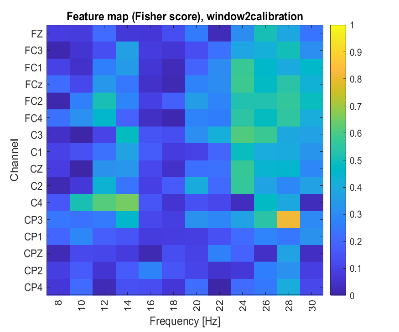 Feature map (Fisher score), window2calibration
Channel
FZ
FC3
FC1
FCz
FC2
FC4
C3
C1
CZ
C2
C4
CP3
CP1
CPZ
CP2
CP4
8 10 12 14 16 18 20 22 24 26 28 30
Frequency [Hz]
1
0.9
0.8
0.7
0.6
0.5
0.4
0.3
0.2
0.1
0